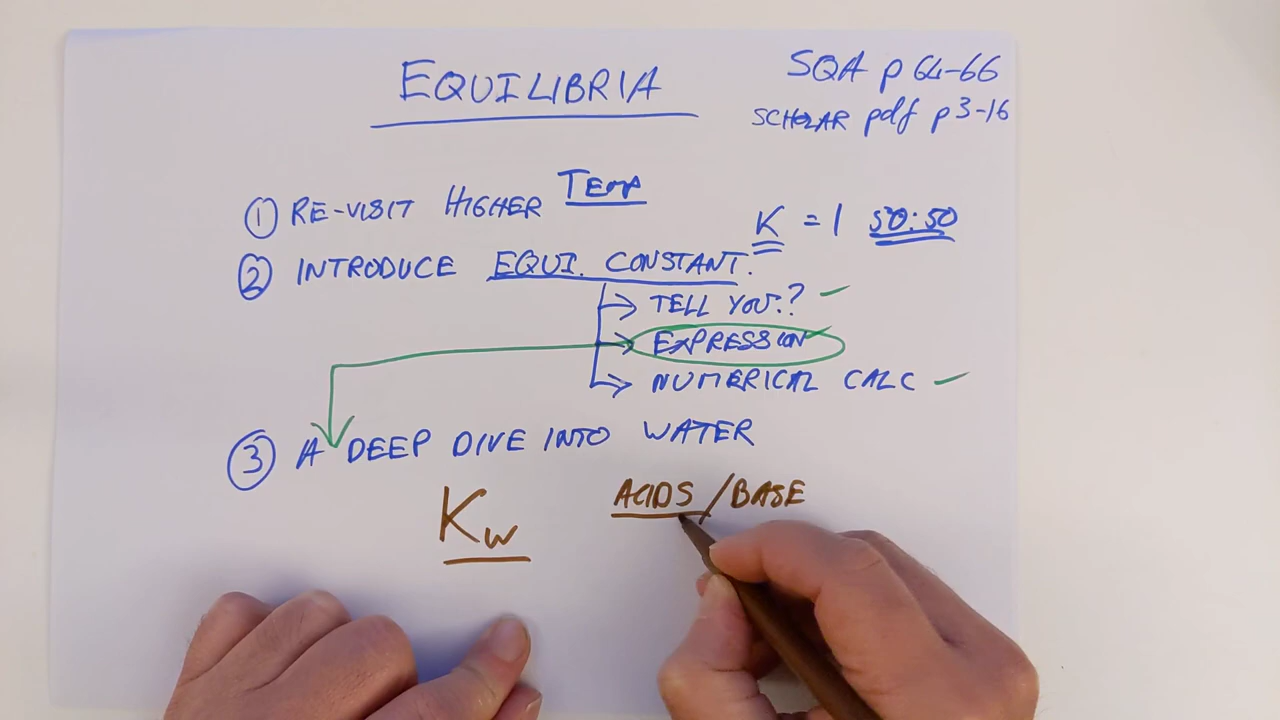 EQUILIBRIA
SQA p 64-66
SCHOLAR pdf p3-16
① RE-VISIT HIGHER TEMP
K = 1 50:50
② INTRODUCE EQUI. CONSTANT.
→ TELL YOU.? ✓
→ EXPRESSION ✓
→ NUMERICAL CALC ✓
③ A DEEP DIVE INTO WATER
Kw
ACIDS / BASE